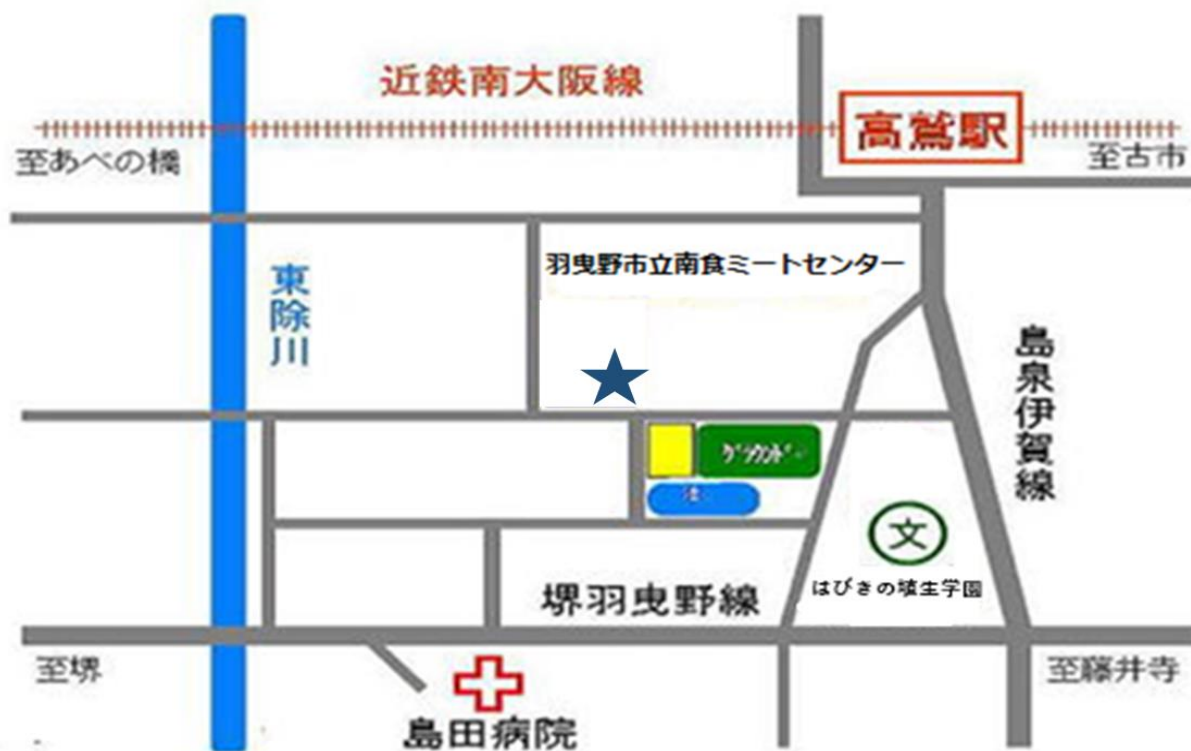 近鉄南大阪線
高鷲駅
至あべの橋
至古市
羽曳野市立南食ミートセンター
東除川
島泉伊賀線
グラウンド
池
文
はびきの埴生学園
堺羽曳野線
至堺
至藤井寺
島田病院